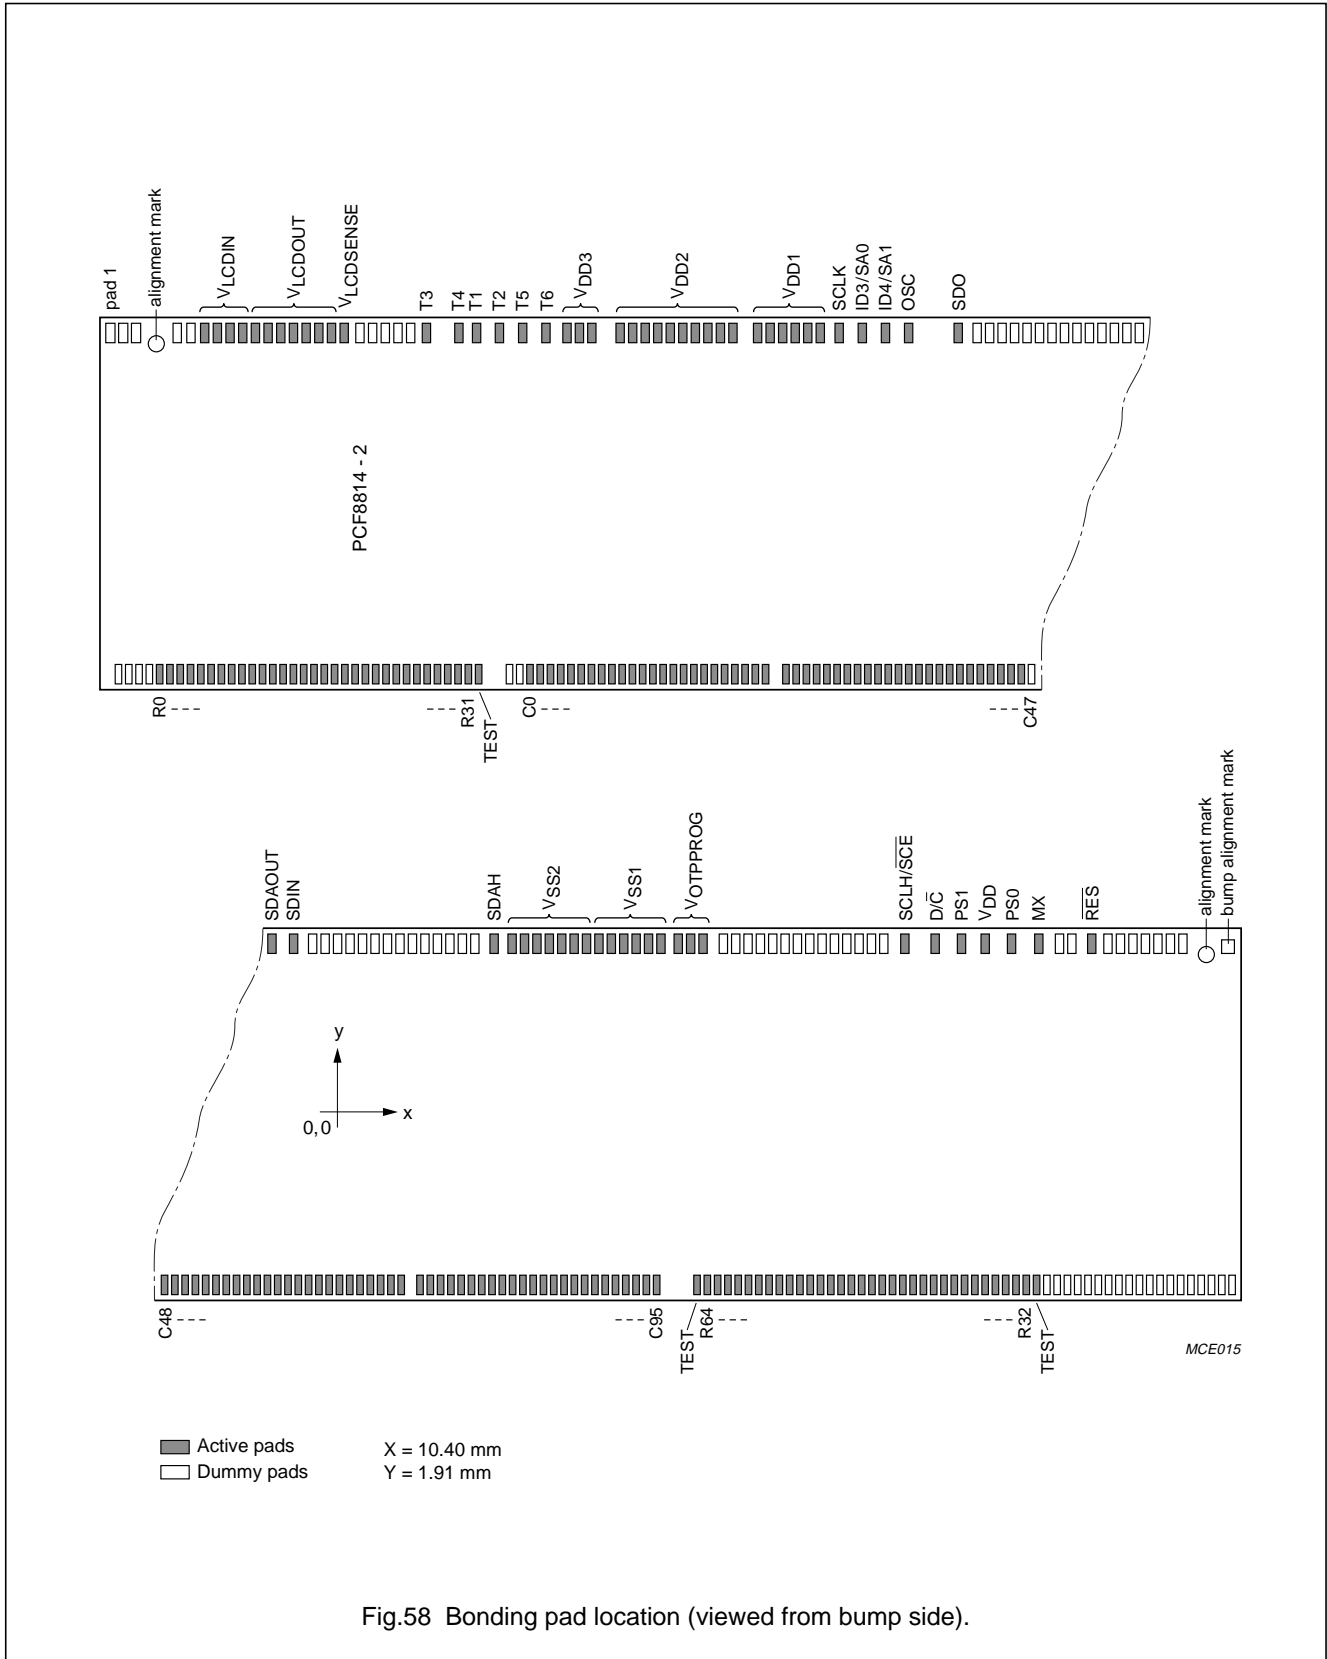 pad 1
alignment mark
VLCDIN
VLCDOUT
VLCDSENSE
T3
T4
T1
T2
T5
T6
VDD3
VDD2
VDD1
SCLK
ID3/SA0
ID4/SA1
OSC
SDO
PCF8814 - 2
R0
R31
TEST
C0
C47
SDAOUT
SDIN
SDAH
VSS2
VSS1
VOTPPROG
SCLH/S̅C̅E̅
D/C̅
PS1
VDD
PS0
MX
R̅E̅S̅
alignment mark
bump alignment mark
y
x
0,0
C48
C95
TEST
R64
R32
TEST
MCE015
Active pads
Dummy pads
X = 10.40 mm
Y = 1.91 mm
Fig.58 Bonding pad location (viewed from bump side).